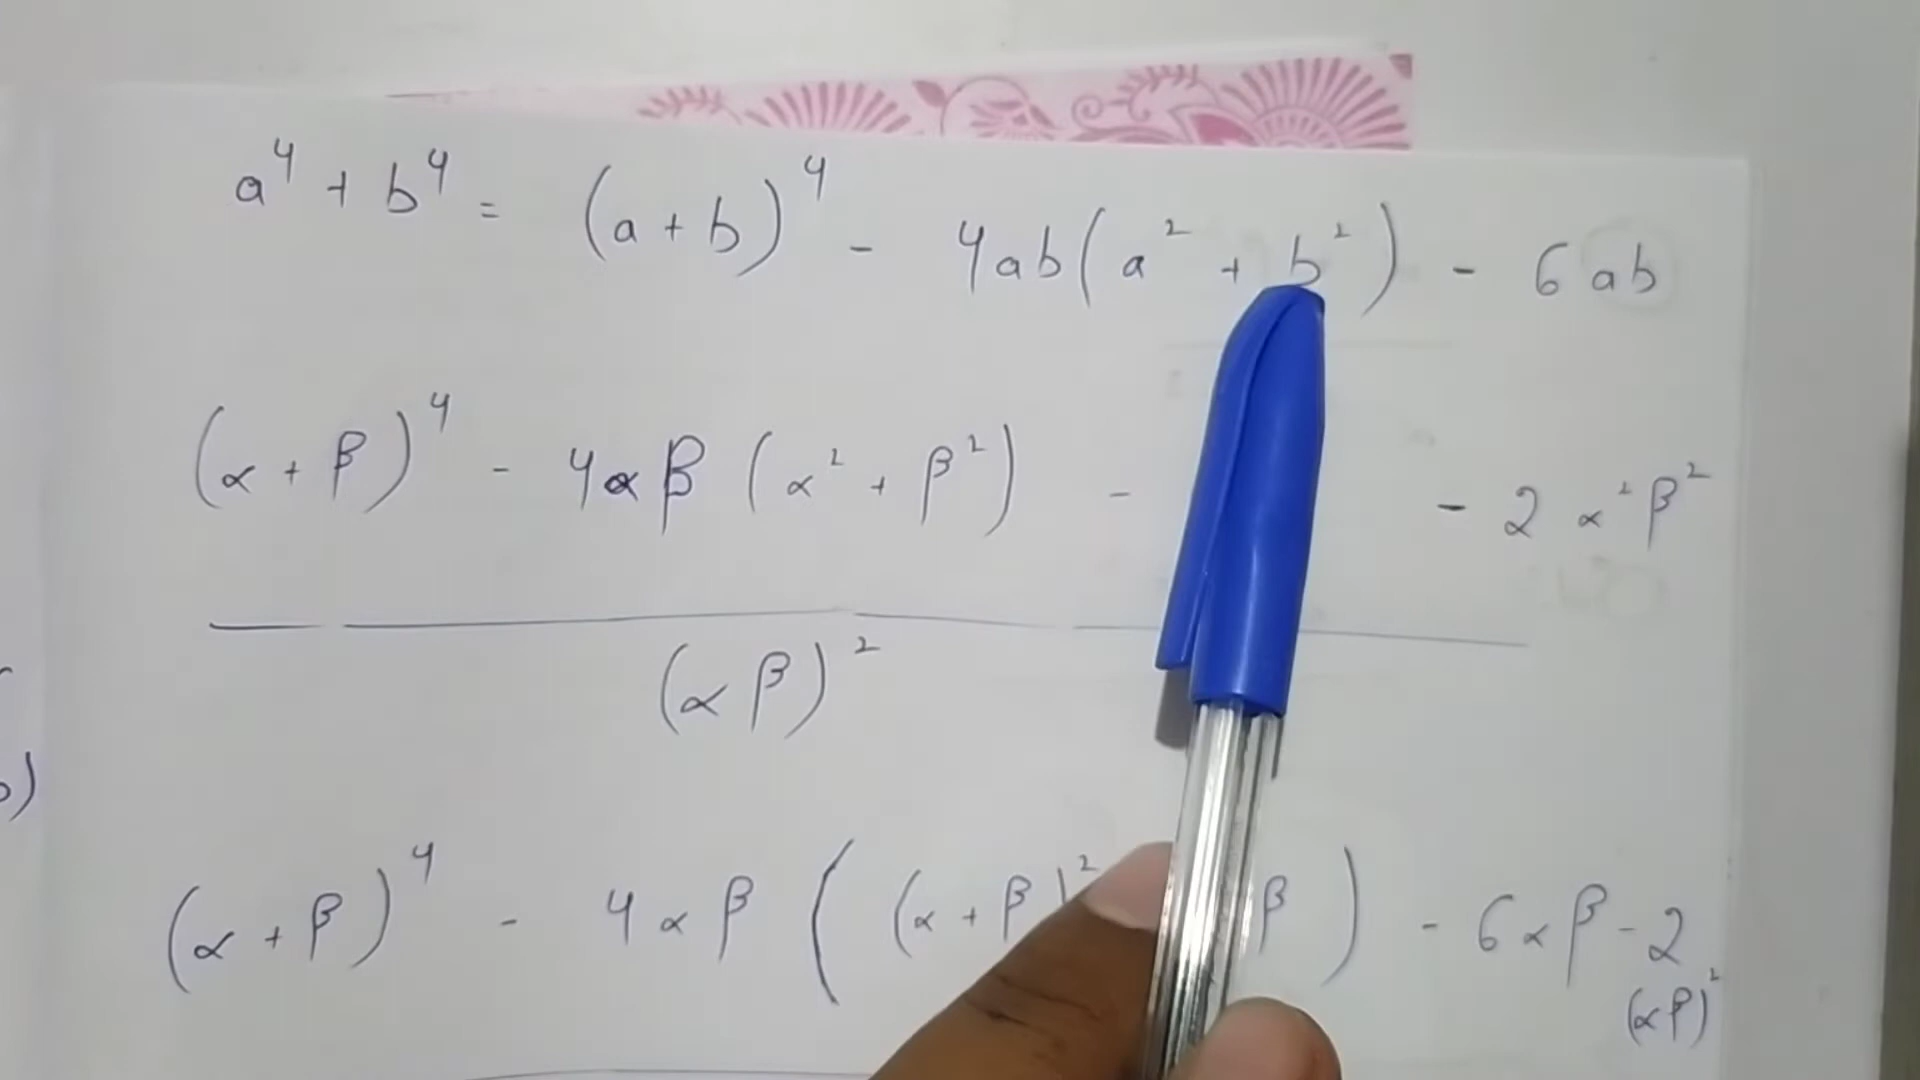 a⁴ + b⁴ = (a + b)⁴ - 4ab(a² + b²) - 6ab
(α + β)⁴ - 4αβ (α² + β²) - - 2α²β²
(αβ)²
(α + β)⁴ - 4αβ ( (α + β)² β ) - 6αβ - 2
(αβ)²